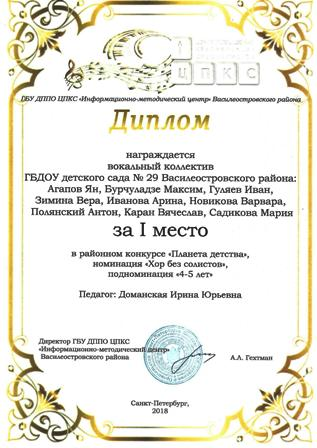 ЦПКС
ГБУ ДППО ЦПКС «Информационно-методический центр» Василеостровского района
Диплом
награждается
вокальный коллектив
ГБДОУ детского сада № 29 Василеостровского района:
Агапов Ян, Бурчуладзе Максим, Гуляев Иван,
Зимина Вера, Иванова Арина, Новикова Варвара,
Полянский Антон, Каран Вячеслав, Садикова Мария
за I место
в районном конкурсе «Планета детства»,
номинация «Хор без солистов»,
подноминация «4-5 лет»
Педагог: Доманская Ирина Юрьевна
Директор ГБУ ДППО ЦПКС
«Информационно-методический центр»
Василеостровского района
А.Л. Гехтман
Санкт-Петербург,
2018